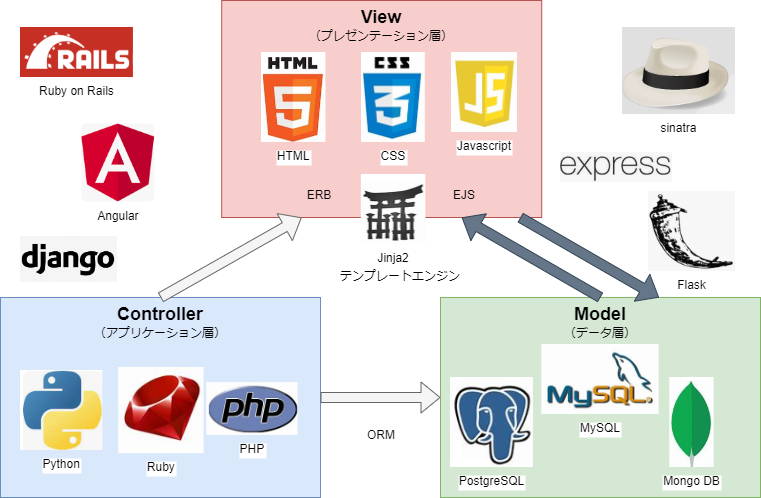 View
（プレゼンテーション層）
RAILS
Ruby on Rails
HTML
5
HTML
CSS
3
CSS
JS
Javascript
sinatra
Angular
express
ERB
EJS
Jinja2
テンプレートエンジン
django
Flask
Controller
（アプリケーション層）
Python
Ruby
php
PHP
ORM
Model
（データ層）
PostgreSQL
MySQL
MySQL
Mongo DB